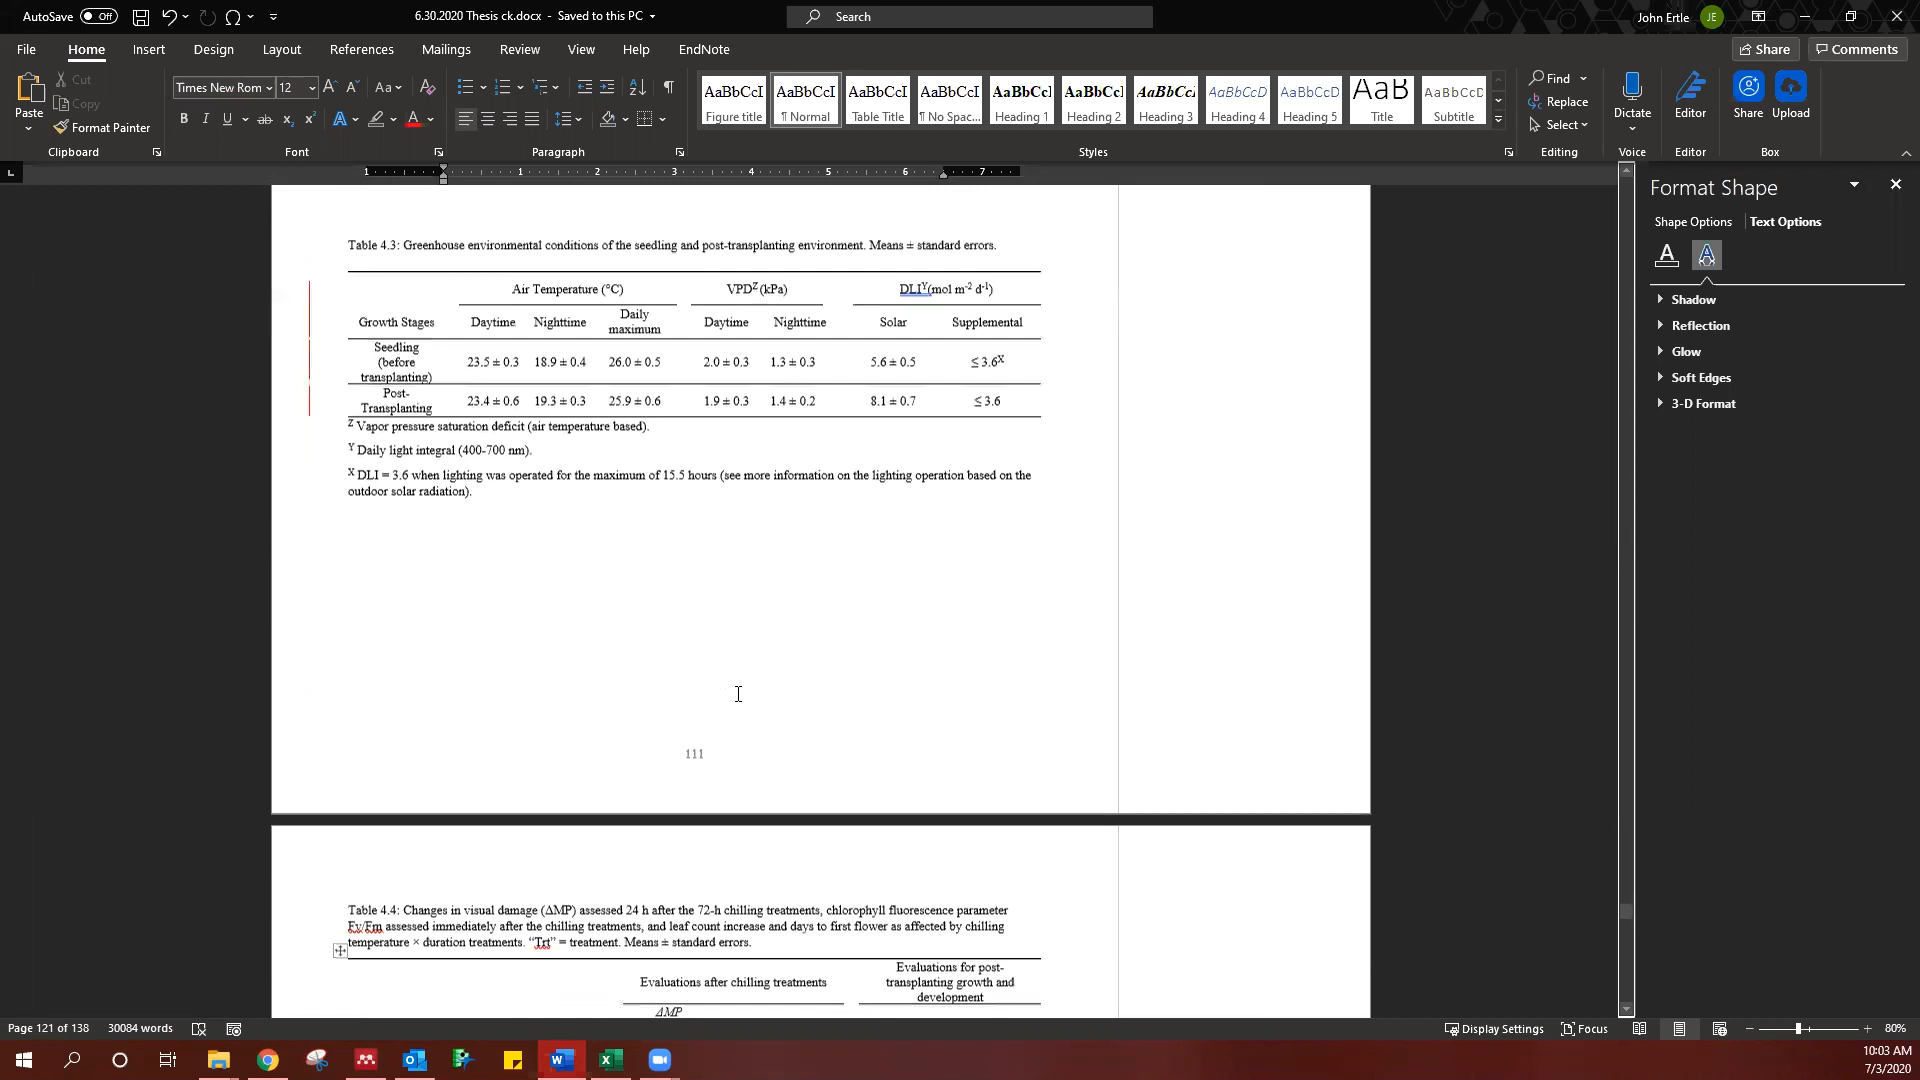 AutoSave Off 6.30.2020 Thesis ck.docx - Saved to this PC Search John Ertle JE
File Home Insert Design Layout References Mailings Review View Help EndNote Share Comments
Paste Cut Copy Format Painter
Times New Rom 12 Aa
AaBbCcI AaBbCcI AaBbCcI AaBbCcI AaBbCcI AaBbCcI AaBbCcI AaBbCcD AaBbCcD AaB AaBbCcD
Figure title ¶ Normal Table Title ¶ No Spac... Heading 1 Heading 2 Heading 3 Heading 4 Heading 5 Title Subtitle
Find Replace Select Dictate Editor Share Upload
Clipboard Font Paragraph Styles Editing Voice Editor Box
1 1 2 3 4 5 6 7
Format Shape
Shape Options Text Options
Shadow
Reflection
Glow
Soft Edges
3-D Format
Table 4.3: Greenhouse environmental conditions of the seedling and post-transplanting environment. Means ± standard errors.
Air Temperature (°C) VPDᶻ (kPa) DLIʸ(mol m⁻² d⁻¹)
Growth Stages Daytime Nighttime Daily maximum Daytime Nighttime Solar Supplemental
Seedling (before transplanting) 23.5 ± 0.3 18.9 ± 0.4 26.0 ± 0.5 2.0 ± 0.3 1.3 ± 0.3 5.6 ± 0.5 ≤ 3.6ˣ
Post-Transplanting 23.4 ± 0.6 19.3 ± 0.3 25.9 ± 0.6 1.9 ± 0.3 1.4 ± 0.2 8.1 ± 0.7 ≤ 3.6
Z Vapor pressure saturation deficit (air temperature based).
Y Daily light integral (400-700 nm).
X DLI = 3.6 when lighting was operated for the maximum of 15.5 hours (see more information on the lighting operation based on the
outdoor solar radiation).
111
Table 4.4: Changes in visual damage (ΔMP) assessed 24 h after the 72-h chilling treatments, chlorophyll fluorescence parameter
Fv/Fm assessed immediately after the chilling treatments, and leaf count increase and days to first flower as affected by chilling
temperature × duration treatments. “Trt” = treatment. Means ± standard errors.
Evaluations after chilling treatments Evaluations for post-transplanting growth and development
ΔMP
Page 121 of 138 30084 words Display Settings Focus 80%
10:03 AM
7/3/2020